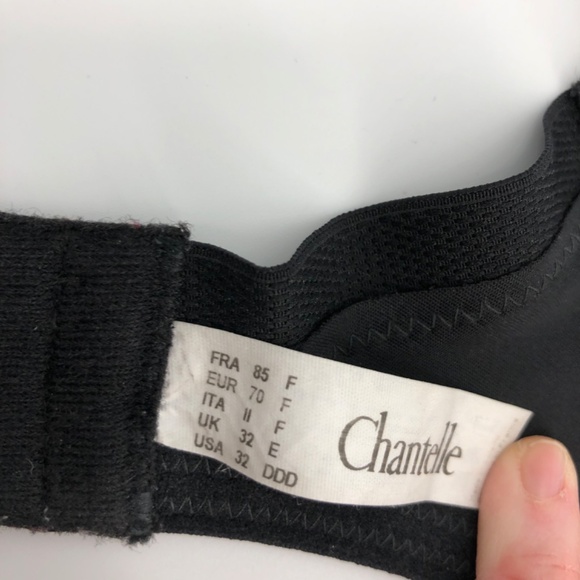 FRA 85 F
EUR 70 F
ITA II F
UK 32 E
USA 32 DDD
Chantelle